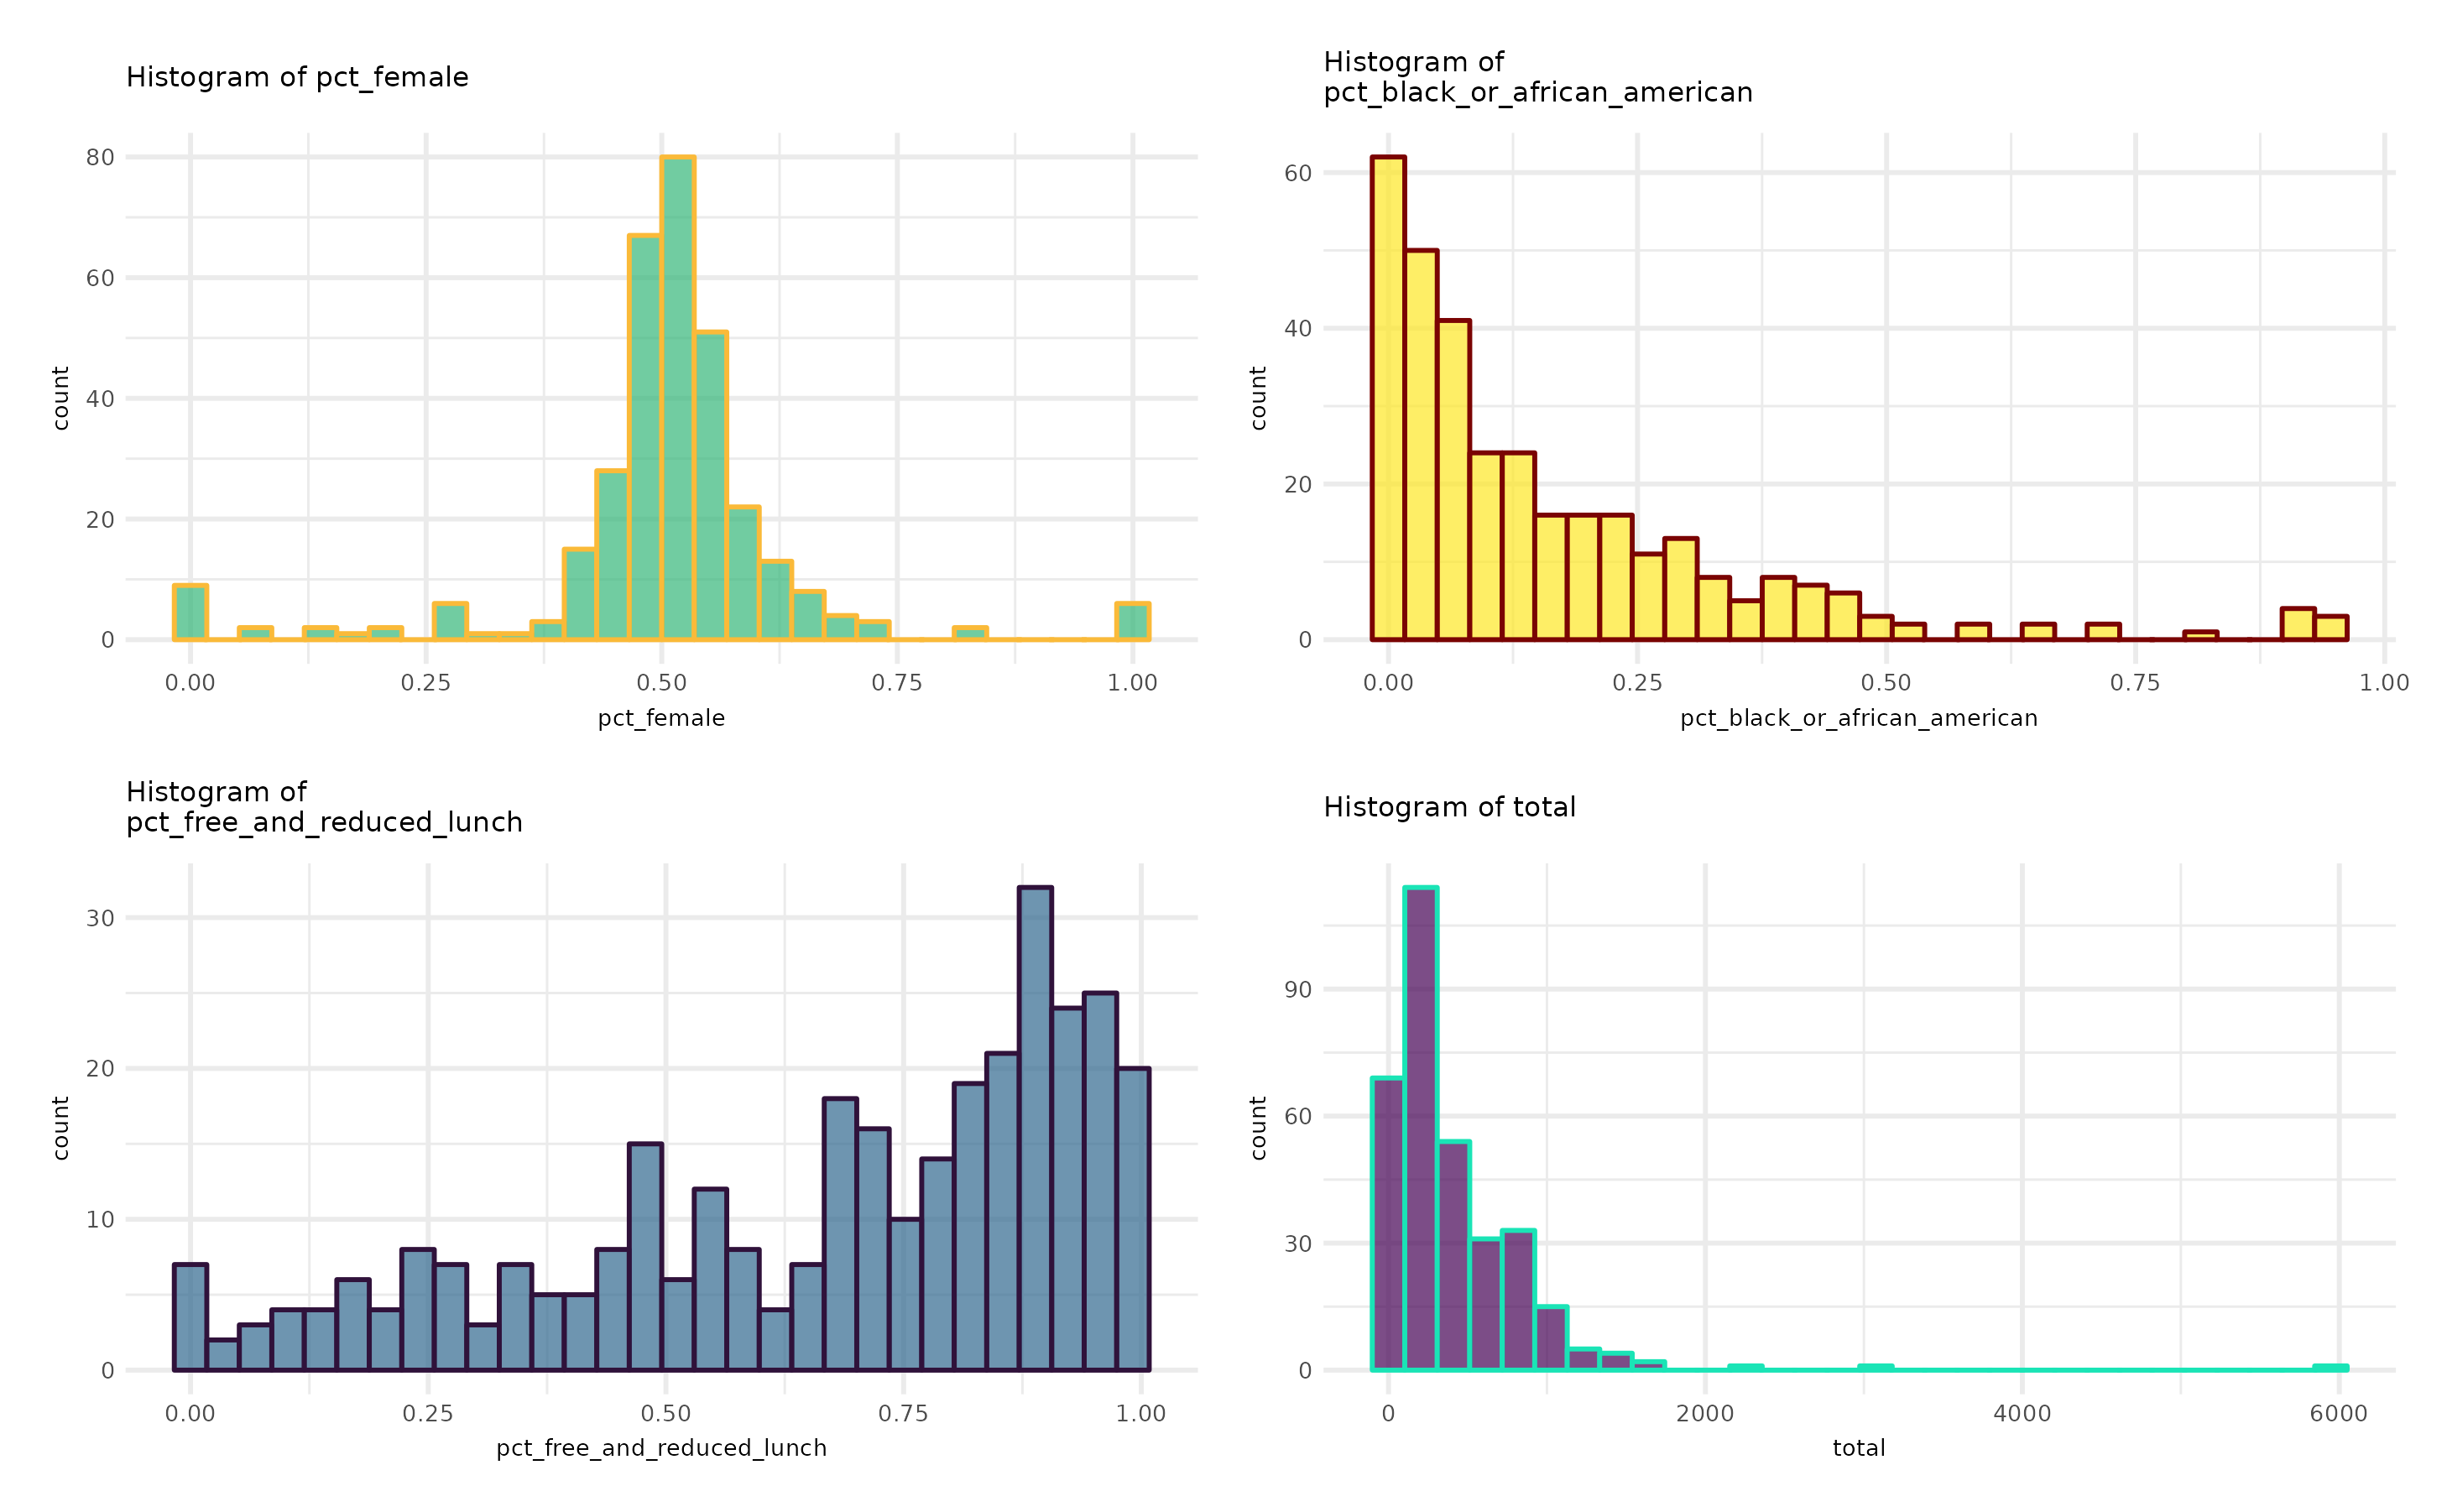 Histogram of pct_female
80
60
40
20
0
count
0.00 0.25 0.50 0.75 1.00
pct_female
Histogram of
pct_black_or_african_american
60
40
20
0
count
0.00 0.25 0.50 0.75 1.00
pct_black_or_african_american
Histogram of
pct_free_and_reduced_lunch
30
20
10
0
count
0.00 0.25 0.50 0.75 1.00
pct_free_and_reduced_lunch
Histogram of total
90
60
30
0
count
0 2000 4000 6000
total